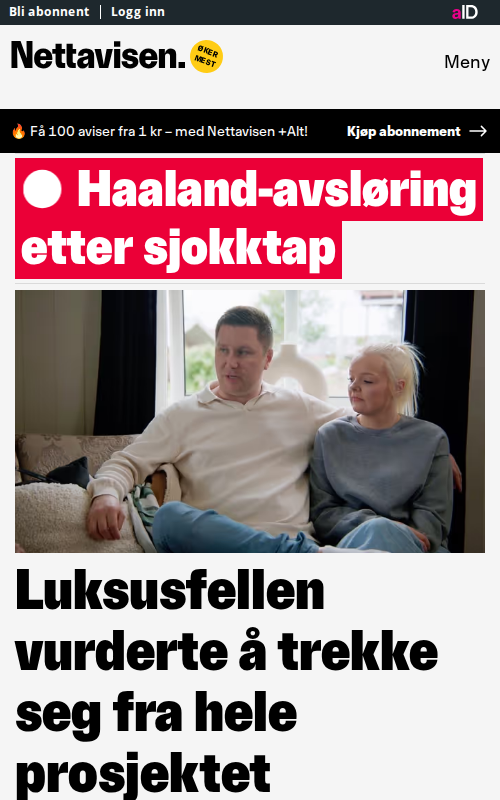 Bli abonnent | Logg inn
aID
Nettavisen.
ØKER
MEST
Meny
🔥 Få 100 aviser fra 1 kr – med Nettavisen +Alt!
Kjøp abonnement →
Haaland-avsløring
etter sjokktap
Luksusfellen
vurderte å trekke
seg fra hele
prosjektet